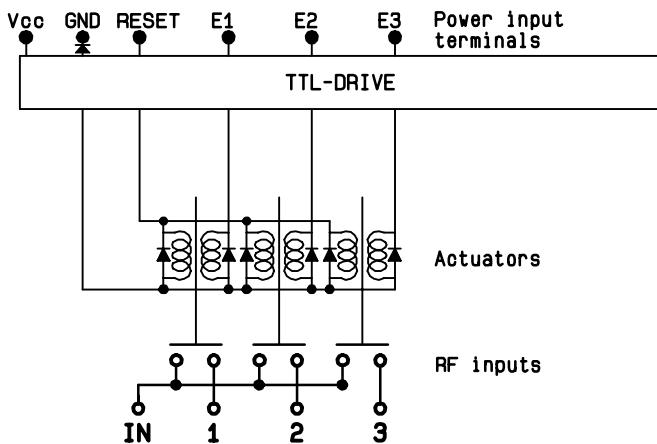 Vcc GND RESET E1 E2 E3 Power input
terminals
TTL-DRIVE
Actuators
RF inputs
IN 1 2 3